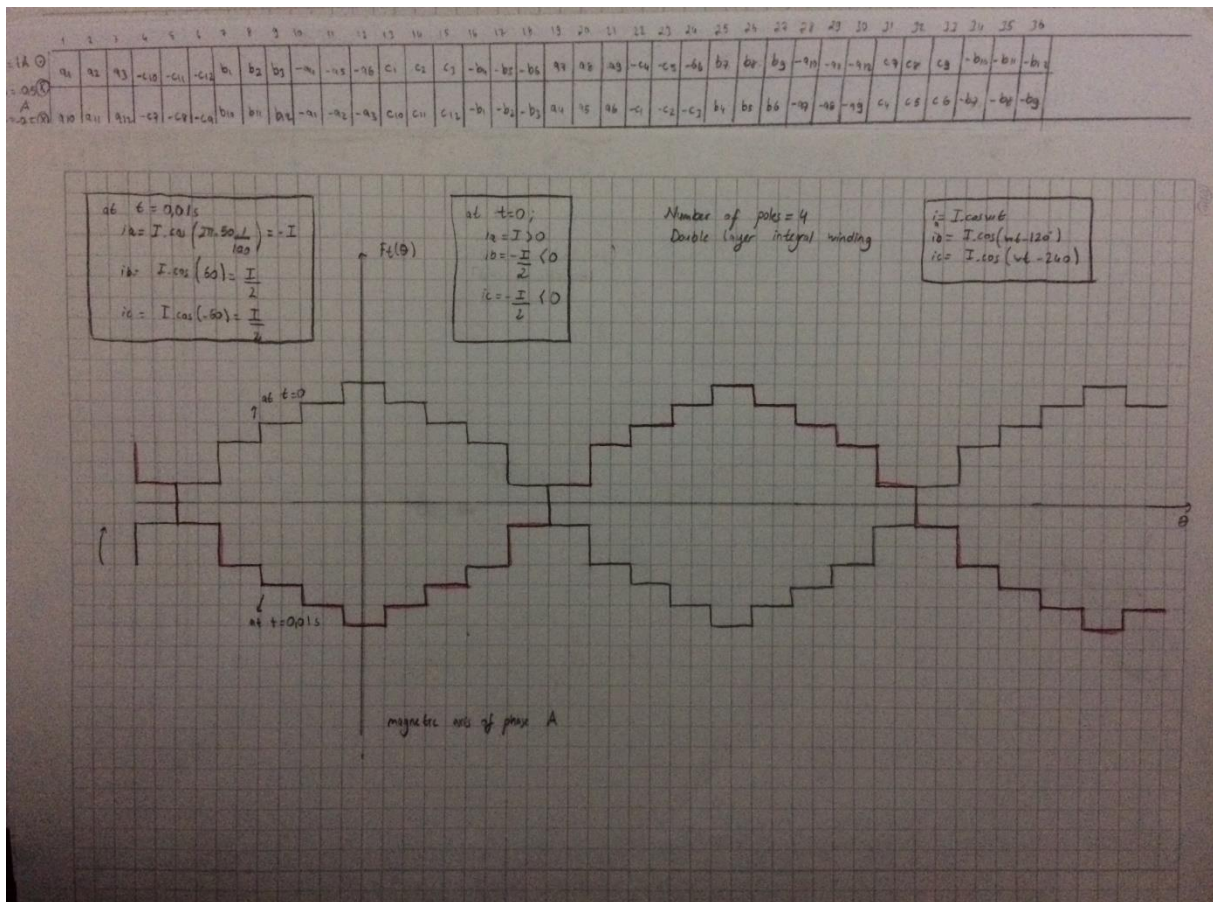 1 2 3 4 5 6 7 8 9 10 11 12 13 14 15 16 17 18 19 20 21 22 23 24 25 26 27 28 29 30 31 32 33 34 35 36
a1 a2 a3 -c10 -c11 -c12 b1 b2 b3 -a4 -a5 -a6 c1 c2 c3 -b4 -b5 -b6 a7 a8 a9 -c4 -c5 -c6 b7 b8 b9 -a10 -a11 -a12 c7 c8 c9 -b10 -b11 -b12
a10 a11 a12 -c7 -c8 -c9 b10 b11 b12 -a1 -a2 -a3 c10 c11 c12 -b1 -b2 -b3 a4 a5 a6 -c1 -c2 -c3 b4 b5 b6 -a7 -a8 -a9 c4 c5 c6 -b7 -b8 -b9
at t = 0,01s
ia = I.cos(2π.50.1/100) = -I
ib = I.cos(60) = I/2
ic = I.cos(-60) = I/2
at t=0;
ia = I > 0
ib = -I/2 < 0
ic = -I/2 < 0
Number of poles = 4
Double layer integral winding
i = I.coswt
ib = I.cos(wt-120°)
ic = I.cos(wt-240)
Ft(θ)
at t=0
θ
at t=0,01s
magnetic axis of phase A